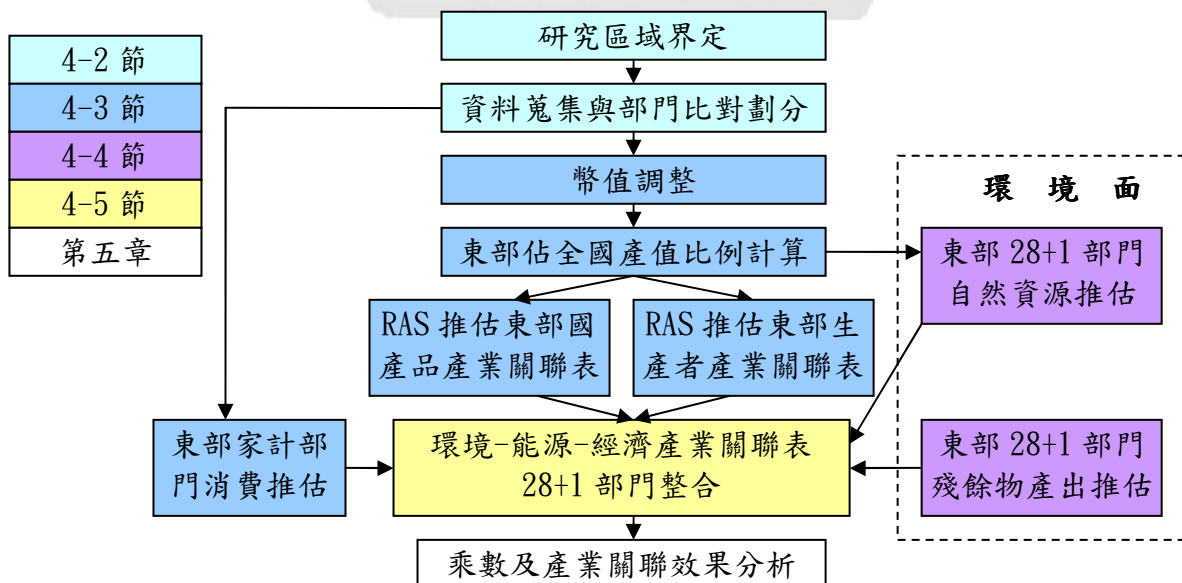 4-2 節
4-3 節
4-4 節
4-5 節
第五章
研究區域界定
資料蒐集與部門比對劃分
幣值調整
東部佔全國產值比例計算
RAS 推估東部國
產品產業關聯表
RAS 推估東部生
產者產業關聯表
環 境 面
東部 28+1 部門
自然資源推估
東部家計部
門消費推估
環境-能源-經濟產業關聯表
28+1 部門整合
東部 28+1 部門
殘餘物產出推估
乘數及產業關聯效果分析